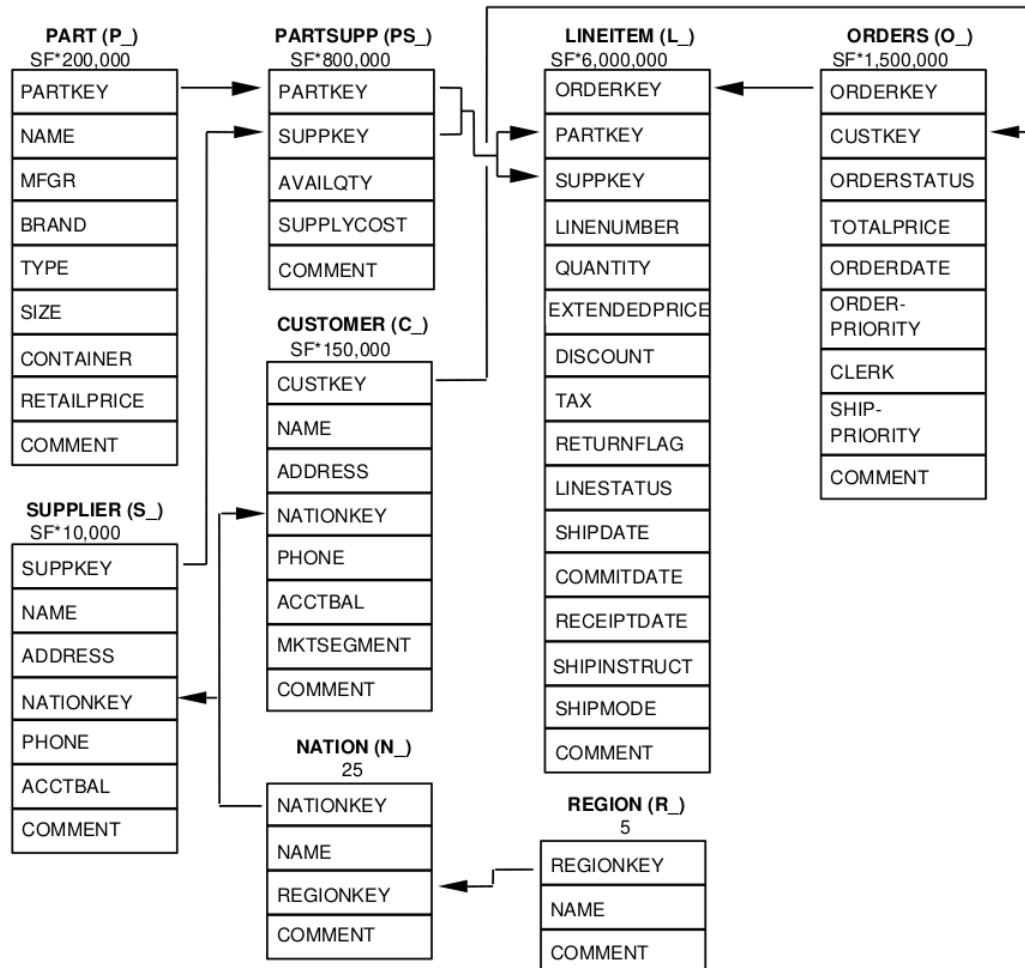 PART (P_)
SF*200,000
PARTKEY
NAME
MFGR
BRAND
TYPE
SIZE
CONTAINER
RETAILPRICE
COMMENT
SUPPLIER (S_)
SF*10,000
SUPPKEY
NAME
ADDRESS
NATIONKEY
PHONE
ACCTBAL
COMMENT
PARTSUPP (PS_)
SF*800,000
PARTKEY
SUPPKEY
AVAILQTY
SUPPLYCOST
COMMENT
CUSTOMER (C_)
SF*150,000
CUSTKEY
NAME
ADDRESS
NATIONKEY
PHONE
ACCTBAL
MKTSEGMENT
COMMENT
NATION (N_)
25
NATIONKEY
NAME
REGIONKEY
COMMENT
LINEITEM (L_)
SF*6,000,000
ORDERKEY
PARTKEY
SUPPKEY
LINENUMBER
QUANTITY
EXTENDEDPRICE
DISCOUNT
TAX
RETURNFLAG
LINESTATUS
SHIPDATE
COMMITDATE
RECEIPTDATE
SHIPINSTRUCT
SHIPMODE
COMMENT
REGION (R_)
5
REGIONKEY
NAME
COMMENT
ORDERS (O_)
SF*1,500,000
ORDERKEY
CUSTKEY
ORDERSTATUS
TOTALPRICE
ORDERDATE
ORDER-
PRIORITY
CLERK
SHIP-
PRIORITY
COMMENT